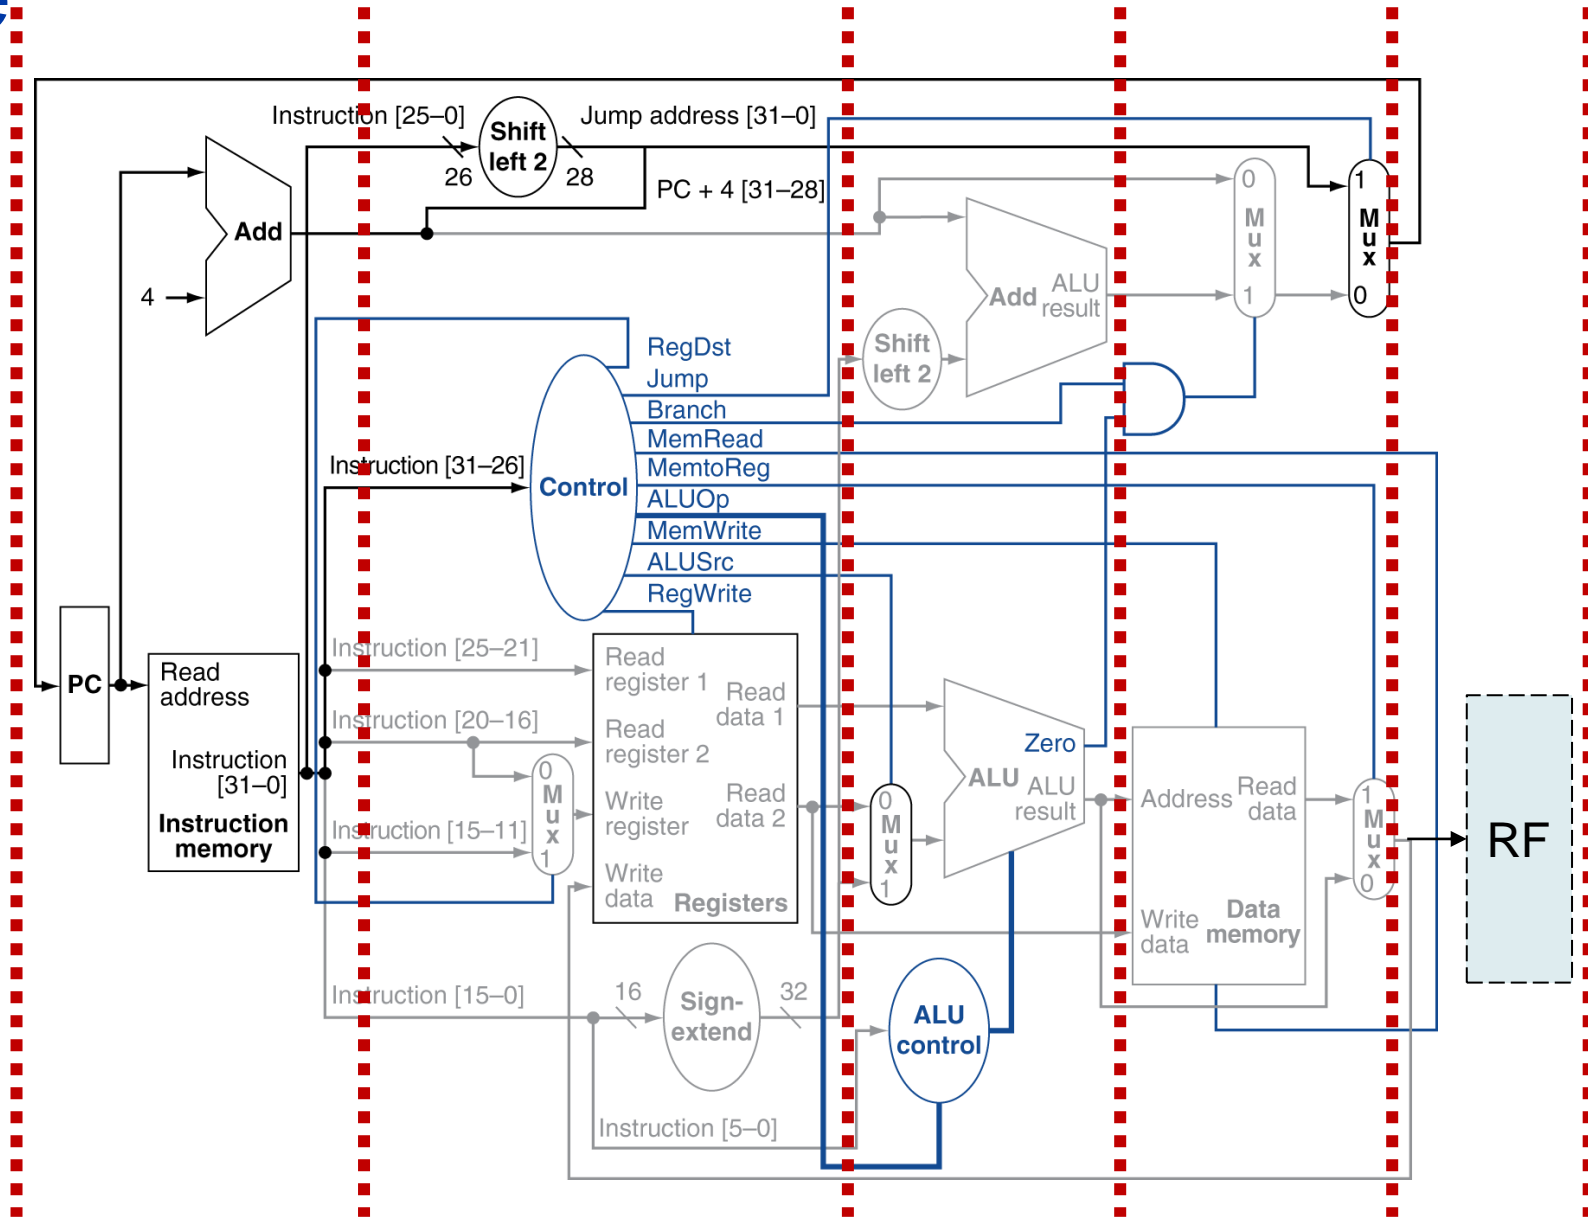 Instruction [25–0]
Shift
left 2
Jump address [31–0]
26
28
PC + 4 [31–28]
Add
4
0
M
u
x
1
1
M
u
x
0
Add
ALU
result
Shift
left 2
RegDst
Jump
Branch
MemRead
MemtoReg
ALUOp
MemWrite
ALUSrc
RegWrite
Instruction [31–26]
Control
PC
Read
address
Instruction
[31–0]
Instruction
memory
Instruction [25–21]
Instruction [20–16]
Instruction [15–11]
0
M
u
x
1
Read
register 1
Read
register 2
Write
register
Write
data
Read
data 1
Read
data 2
Registers
0
M
u
x
1
Zero
ALU
ALU
result
Address
Read
data
Write
data
Data
memory
1
M
u
x
0
RF
Instruction [15–0]
16
Sign-
extend
32
ALU
control
Instruction [5–0]